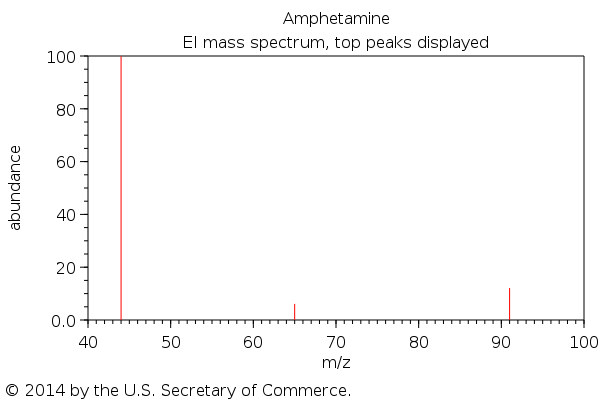 Amphetamine
EI mass spectrum, top peaks displayed
100
80
60
40
20
0.0
abundance
40 50 60 70 80 90 100
m/z
© 2014 by the U.S. Secretary of Commerce.